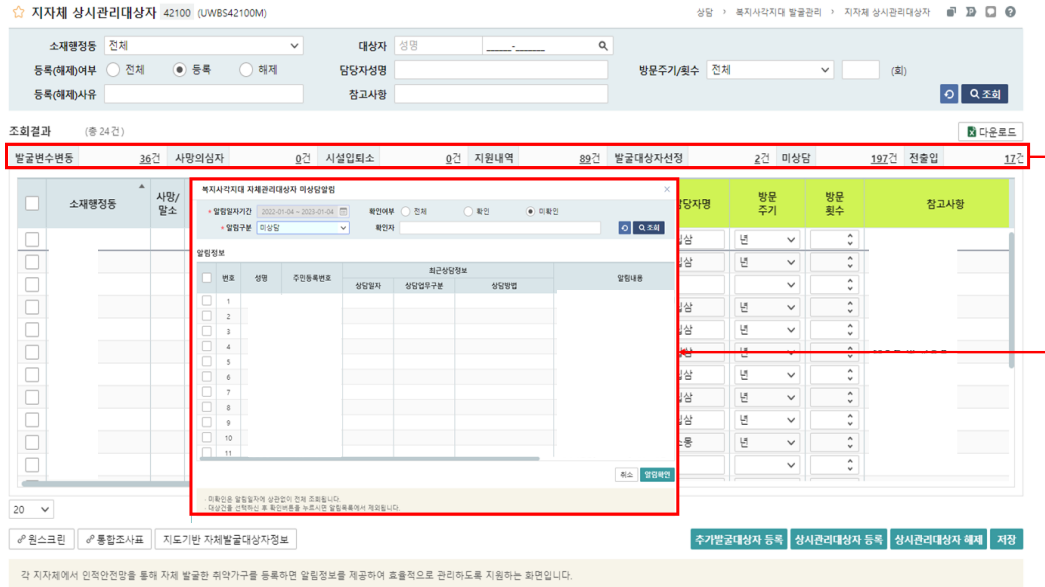 지자체 상시관리대상자 42100 (UWBS42100M) 상담 › 복지사각지대 발굴관리 › 지자체 상시관리대상자
소재행정동 전체 대상자 성명 ______-_______
등록(해제)여부 전체 등록 해제 담당자성명 방문주기/횟수 전체 (회)
등록(해제)사유 참고사항 조회
조회결과 (총 24건) 다운로드
발굴변수변동 36건 사망의심자 0건 시설입퇴소 0건 지원내역 89건 발굴대상자선정 2건 미상담 197건 전출입 17건
소재행정동 사망/말소 당자명 방문주기 방문횟수 참고사항
복지사각지대 자체관리대상자 미상담알림 ×
* 알림일자기간 2022-01-04 ~ 2023-01-04 확인여부 전체 확인 미확인
* 알림구분 미상담 확인자 조회
알림정보
번호 성명 주민등록번호 최근상담정보 알림내용
상담일자 상담업무구분 상담방법
1
2
3
4
5
6
7
8
9
10
11
년
년
년
년
년
년
년
년
년
취소 알림확인
- 미확인은 알림일자에 상관없이 전체 조회됩니다.
- 대상건을 선택하신 후 확인버튼을 누르시면 알림목록에서 제외됩니다.
20
원스크린 통합조사표 지도기반 자체발굴대상자정보 추가발굴대상자 등록 상시관리대상자 등록 상시관리대상자 해제 저장
각 지자체에서 인적안전망을 통해 자체 발굴한 취약가구를 등록하면 알림정보를 제공하여 효율적으로 관리하도록 지원하는 화면입니다.